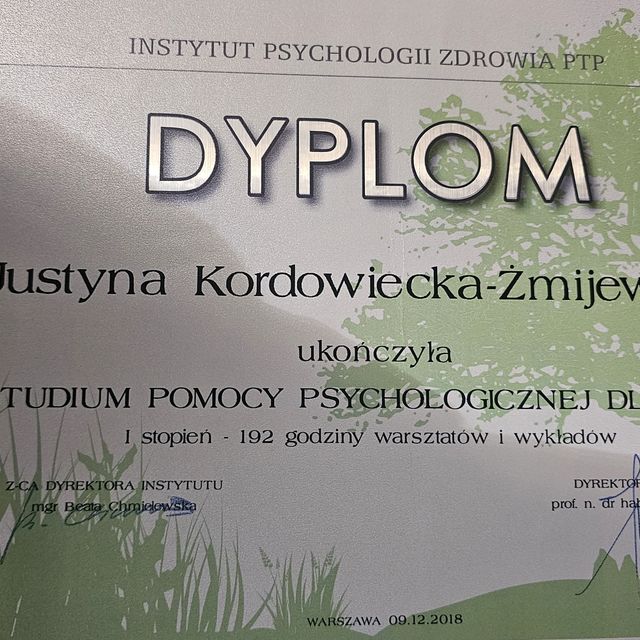 INSTYTUT PSYCHOLOGII ZDROWIA PTP
DYPLOM
Justyna Kordowiecka-Żmijew
ukończyła
TUDIUM POMOCY PSYCHOLOGICZNEJ DL
I stopień - 192 godziny warsztatów i wykładów
Z-CA DYREKTORA INSTYTUTU
mgr Beata Chmielowska
DYREKTOR
prof. n. dr hab
WARSZAWA 09.12.2018